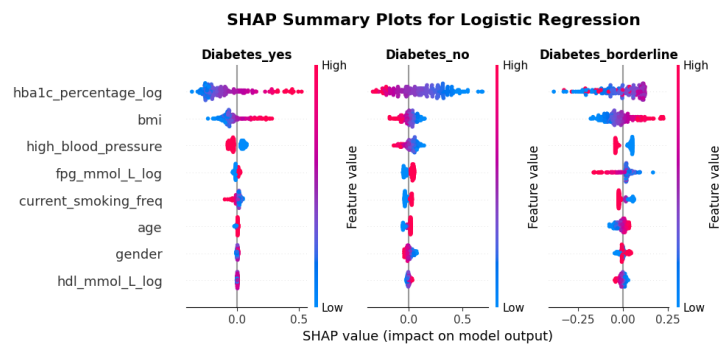 SHAP Summary Plots for Logistic Regression
Diabetes_yes
Diabetes_no
Diabetes_borderline
High
High
High
hba1c_percentage_log
bmi
high_blood_pressure
fpg_mmol_L_log
current_smoking_freq
age
gender
hdl_mmol_L_log
Feature value
Feature value
Feature value
Low
Low
Low
0.0 0.5
0.0 0.5
−0.25 0.00 0.25
SHAP value (impact on model output)